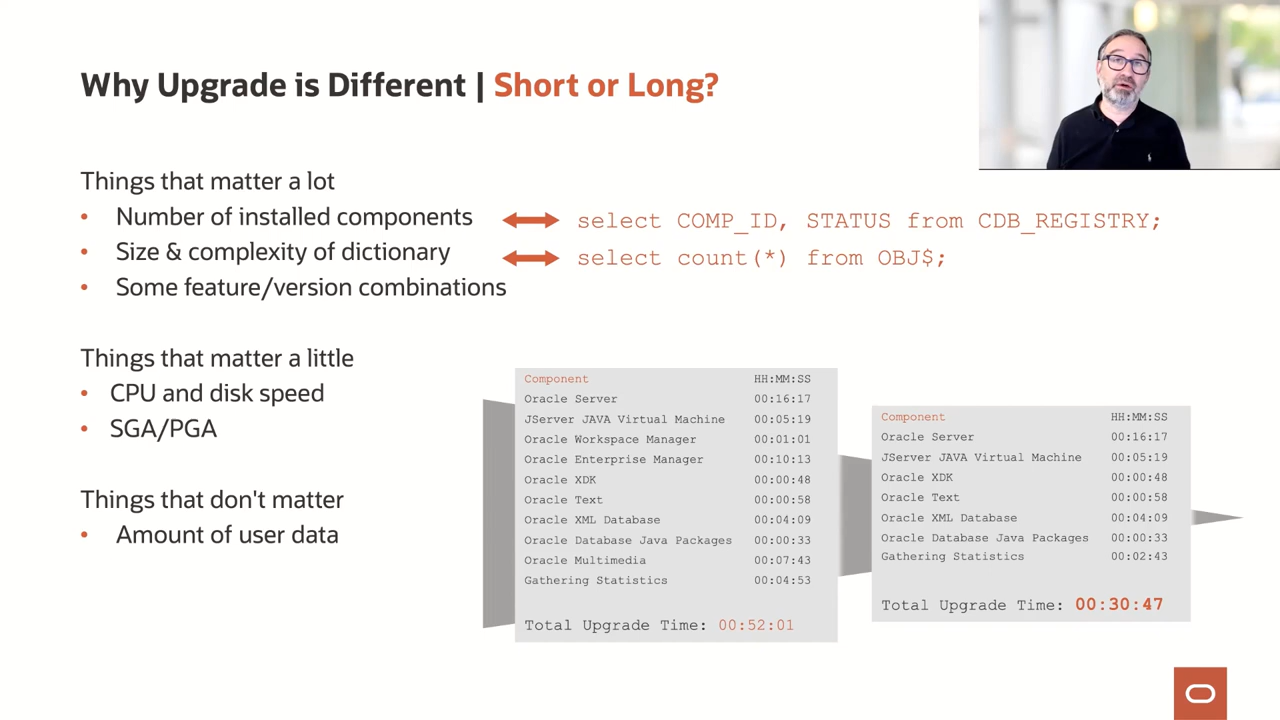 Why Upgrade is Different | Short or Long?
Things that matter a lot
• Number of installed components
select COMP_ID, STATUS from CDB_REGISTRY;
• Size & complexity of dictionary
select count(*) from OBJ$;
• Some feature/version combinations
Things that matter a little
• CPU and disk speed
• SGA/PGA
Things that don't matter
• Amount of user data
Component HH:MM:SS
Oracle Server 00:16:17
JServer JAVA Virtual Machine 00:05:19
Oracle Workspace Manager 00:01:01
Oracle Enterprise Manager 00:10:13
Oracle XDK 00:00:48
Oracle Text 00:00:58
Oracle XML Database 00:04:09
Oracle Database Java Packages 00:00:33
Oracle Multimedia 00:07:43
Gathering Statistics 00:04:53
Total Upgrade Time: 00:52:01
Component HH:MM:SS
Oracle Server 00:16:17
JServer JAVA Virtual Machine 00:05:19
Oracle XDK 00:00:48
Oracle Text 00:00:58
Oracle XML Database 00:04:09
Oracle Database Java Packages 00:00:33
Gathering Statistics 00:02:43
Total Upgrade Time: 00:30:47